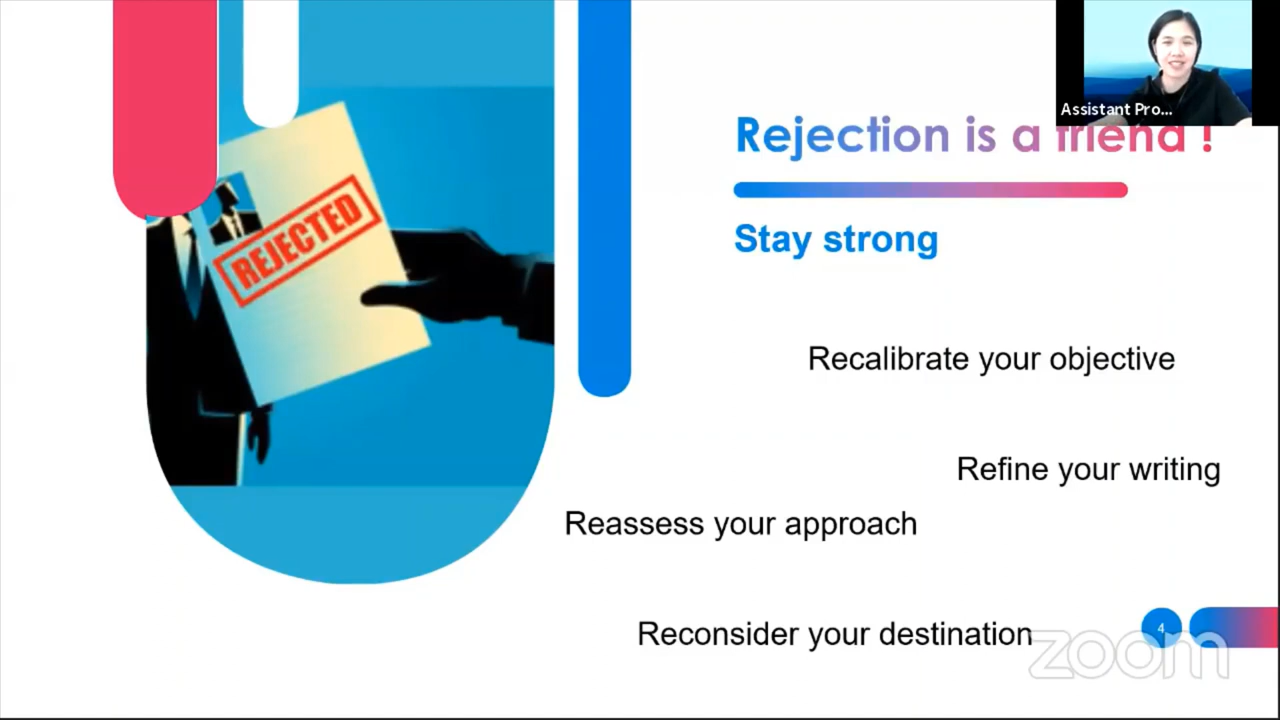 Assistant Pro...
Rejection is a friend !
Stay strong
REJECTED
Recalibrate your objective
Refine your writing
Reassess your approach
Reconsider your destination
4
zoom